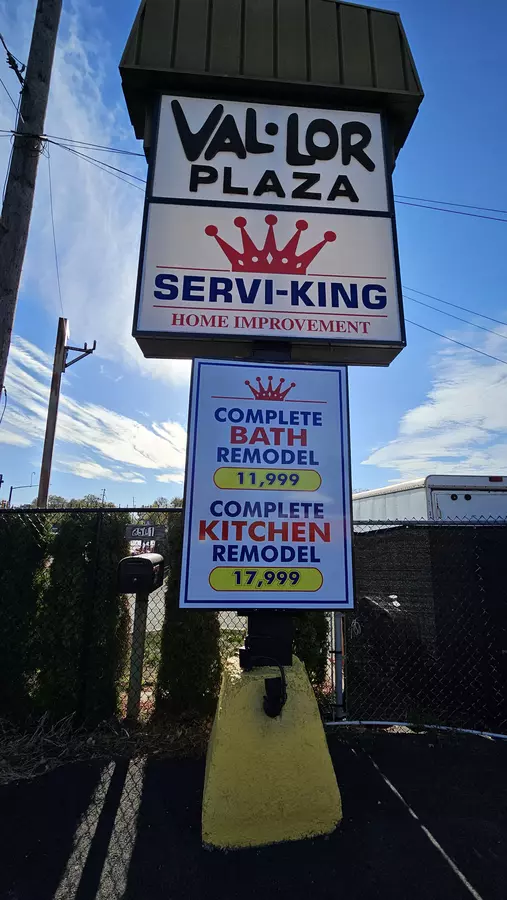 VAL·LOR
PLAZA
SERVI-KING
HOME IMPROVEMENT
COMPLETE
BATH
REMODEL
11,999
COMPLETE
KITCHEN
REMODEL
17,999